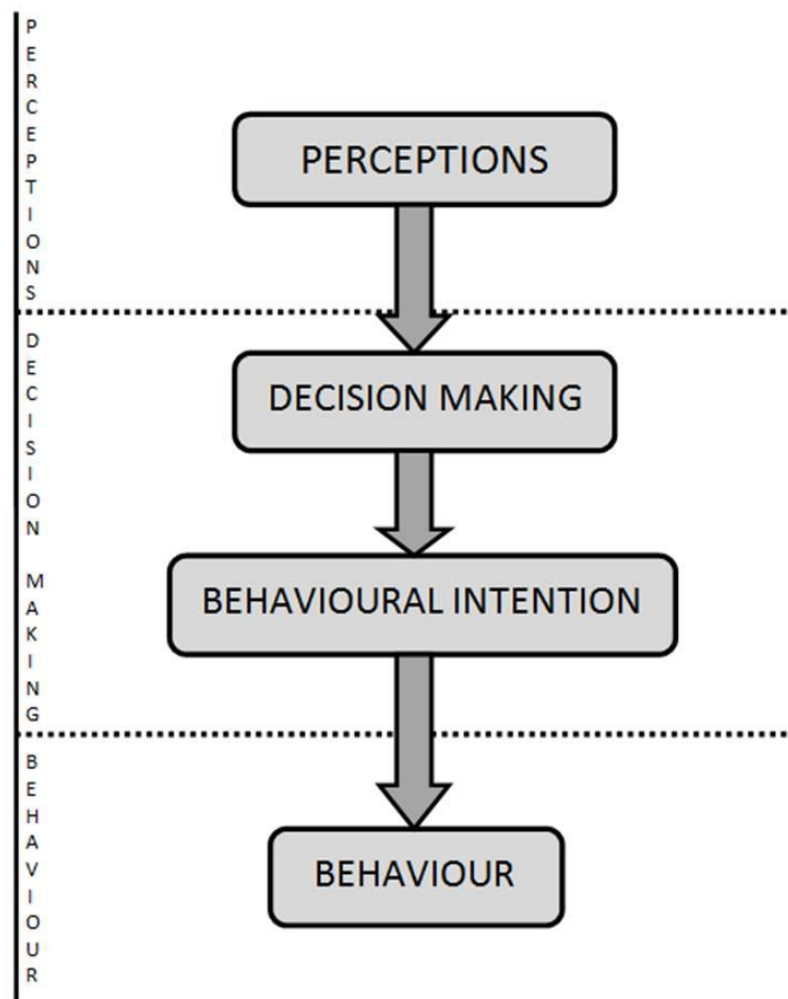 PERCEPTIONS
PERCEPTIONS
DECISION MAKING
DECISION MAKING
BEHAVIOURAL INTENTION
BEHAVIOUR
BEHAVIOUR